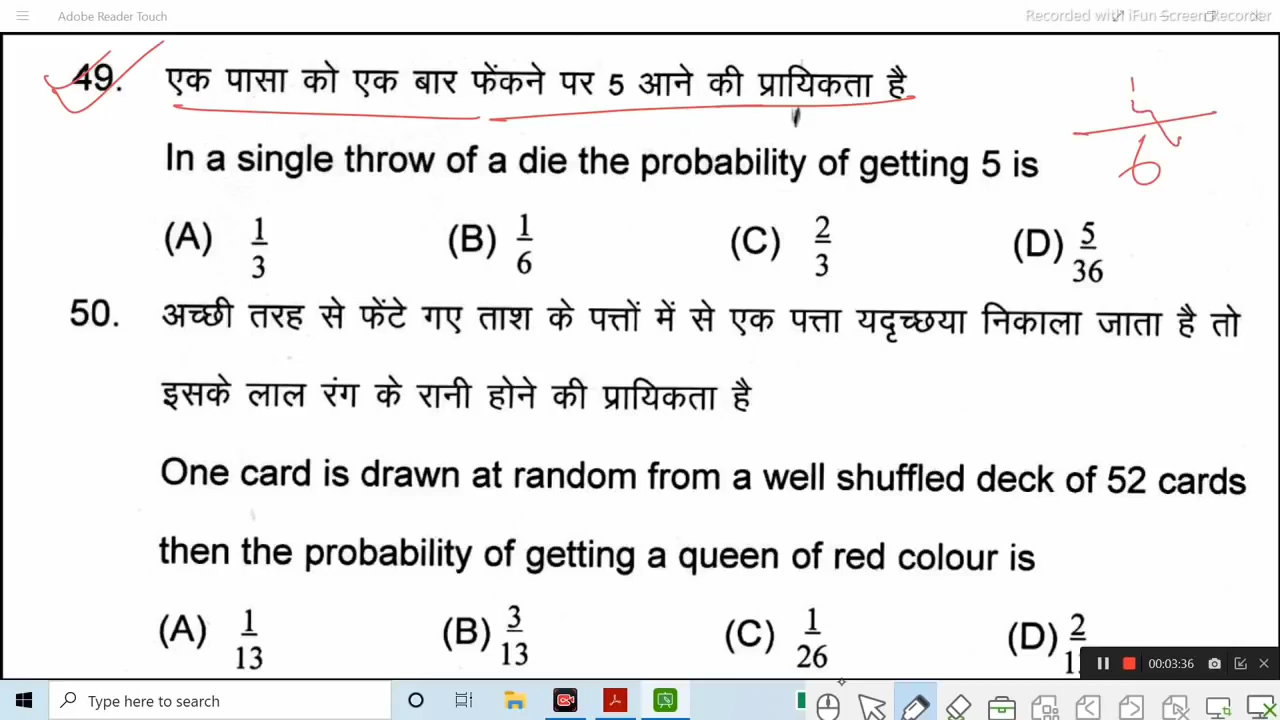 Adobe Reader Touch
Recorded with iFun Screen Recorder
49. एक पासा को एक बार फेंकने पर 5 आने की प्रायिकता है
In a single throw of a die the probability of getting 5 is
(A) 1/3 (B) 1/6 (C) 2/3 (D) 5/36
6
50. अच्छी तरह से फेंटे गए ताश के पत्तों में से एक पत्ता यदृच्छया निकाला जाता है तो
इसके लाल रंग के रानी होने की प्रायिकता है
One card is drawn at random from a well shuffled deck of 52 cards
then the probability of getting a queen of red colour is
(A) 1/13 (B) 3/13 (C) 1/26 (D) 2
00:03:36
Type here to search